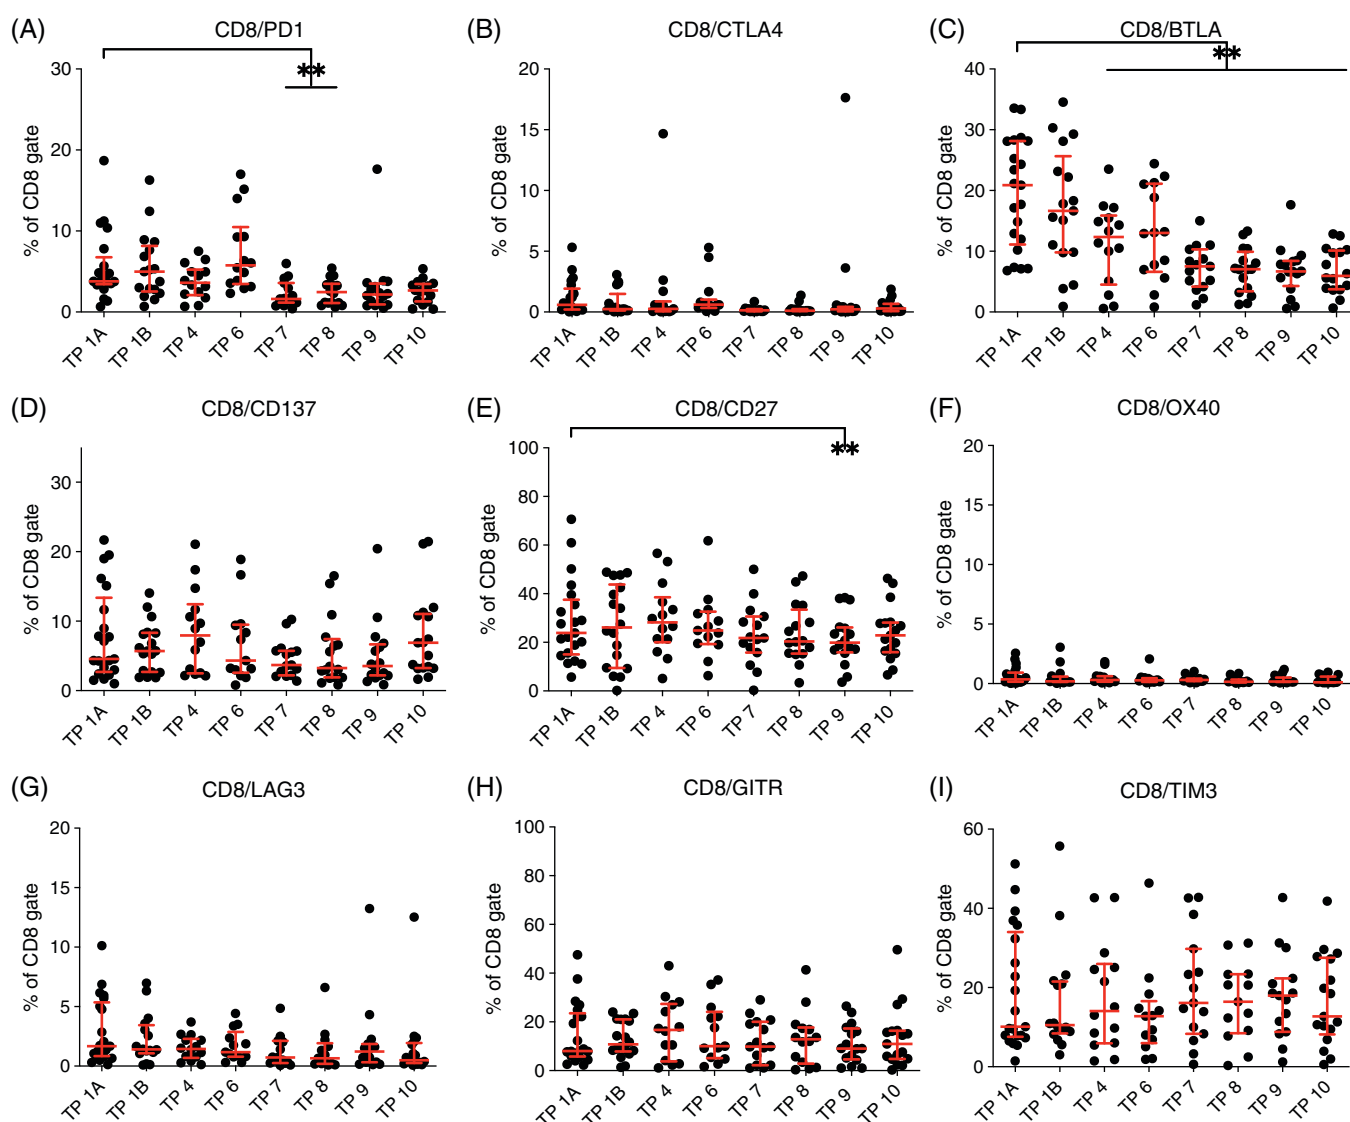 (A) CD8/PD1
**
% of CD8 gate
30
20
10
0
TP 1A TP 1B TP 4 TP 6 TP 7 TP 8 TP 9 TP 10
(B) CD8/CTLA4
% of CD8 gate
20
15
10
5
0
TP 1A TP 1B TP 4 TP 6 TP 7 TP 8 TP 9 TP 10
(C) CD8/BTLA
**
% of CD8 gate
40
30
20
10
0
TP 1A TP 1B TP 4 TP 6 TP 7 TP 8 TP 9 TP 10
(D) CD8/CD137
% of CD8 gate
30
20
10
0
TP 1A TP 1B TP 4 TP 6 TP 7 TP 8 TP 9 TP 10
(E) CD8/CD27
**
% of CD8 gate
100
80
60
40
20
0
TP 1A TP 1B TP 4 TP 6 TP 7 TP 8 TP 9 TP 10
(F) CD8/OX40
% of CD8 gate
20
15
10
5
0
TP 1A TP 1B TP 4 TP 6 TP 7 TP 8 TP 9 TP 10
(G) CD8/LAG3
% of CD8 gate
20
15
10
5
0
TP 1A TP 1B TP 4 TP 6 TP 7 TP 8 TP 9 TP 10
(H) CD8/GITR
% of CD8 gate
100
80
60
40
20
0
TP 1A TP 1B TP 4 TP 6 TP 7 TP 8 TP 9 TP 10
(I) CD8/TIM3
% of CD8 gate
60
40
20
0
TP 1A TP 1B TP 4 TP 6 TP 7 TP 8 TP 9 TP 10